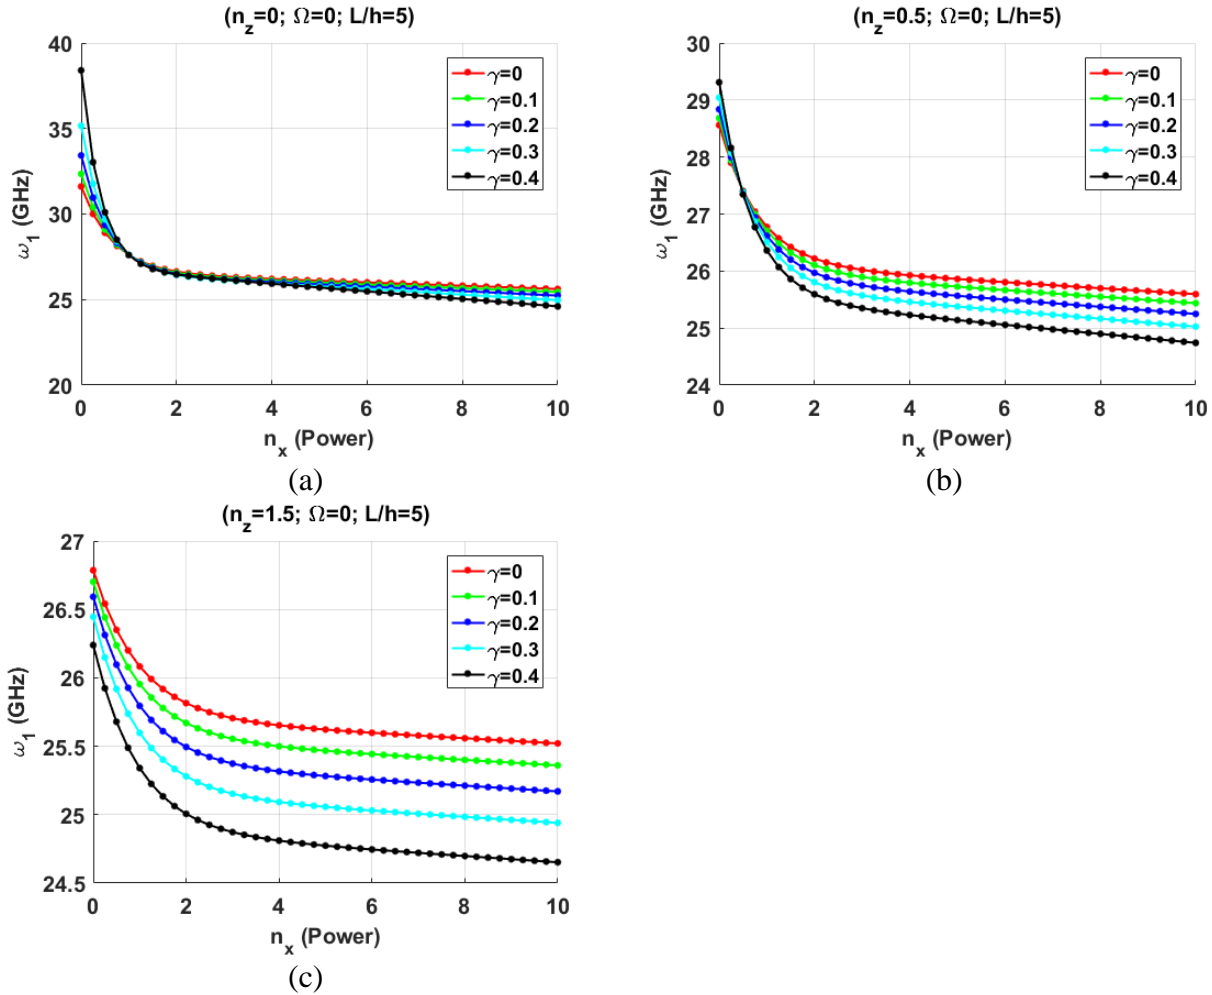 (n_z=0; Ω=0; L/h=5)
40
35
30
25
20
ω_1 (GHz)
γ=0
γ=0.1
γ=0.2
γ=0.3
γ=0.4
0 2 4 6 8 10
n_x (Power)
(a)
(n_z=0.5; Ω=0; L/h=5)
30
29
28
27
26
25
24
ω_1 (GHz)
γ=0
γ=0.1
γ=0.2
γ=0.3
γ=0.4
0 2 4 6 8 10
n_x (Power)
(b)
(n_z=1.5; Ω=0; L/h=5)
27
26.5
26
25.5
25
24.5
ω_1 (GHz)
γ=0
γ=0.1
γ=0.2
γ=0.3
γ=0.4
0 2 4 6 8 10
n_x (Power)
(c)